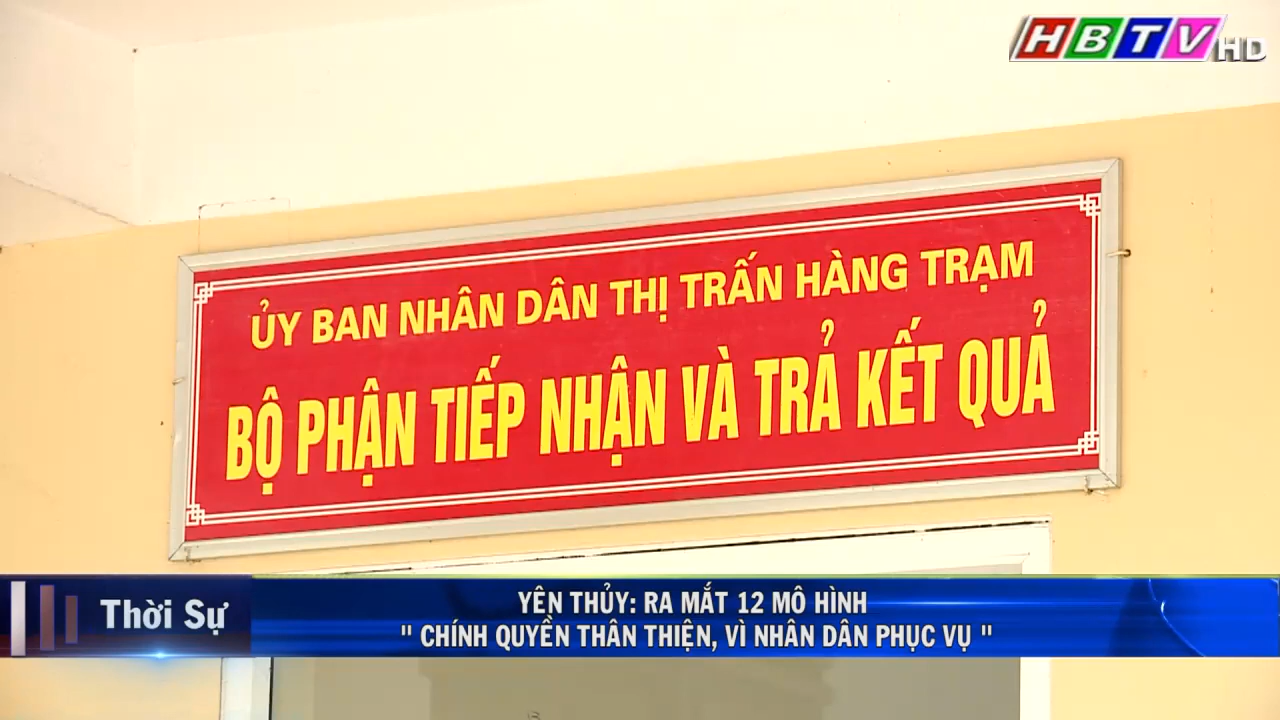 HBTV HD
ỦY BAN NHÂN DÂN THỊ TRẤN HÀNG TRẠM
BỘ PHẬN TIẾP NHẬN VÀ TRẢ KẾT QUẢ
Thời Sự
YÊN THỦY: RA MẮT 12 MÔ HÌNH
" CHÍNH QUYỀN THÂN THIỆN, VÌ NHÂN DÂN PHỤC VỤ "